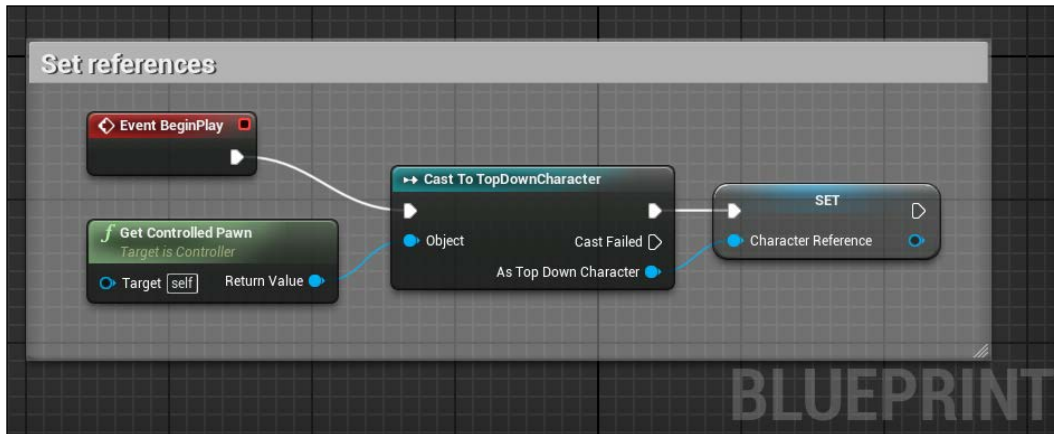 Set references
Event BeginPlay
Cast To TopDownCharacter
SET
f Get Controlled Pawn
Target is Controller
Object
Cast Failed
Character Reference
Target self Return Value
As Top Down Character
BLUEPRINT